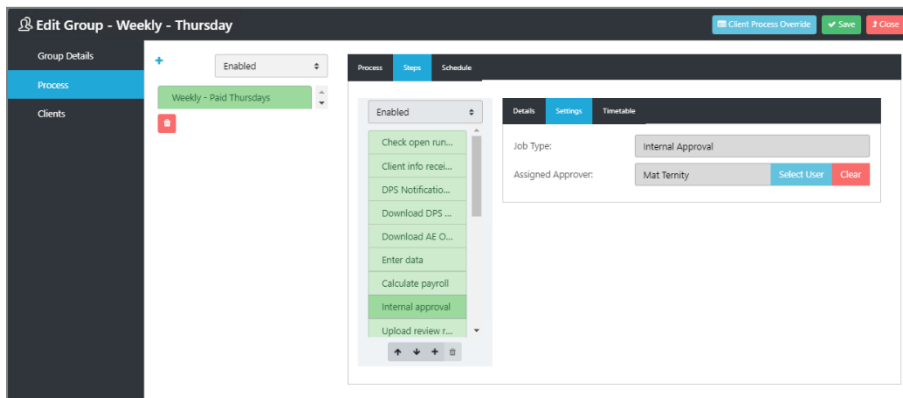 Edit Group - Weekly - Thursday
Client Process Override
Save
Close
Group Details
Process
Clients
Enabled
Weekly - Paid Thursdays
Process
Steps
Schedule
Enabled
Check open run...
Client info recei...
DPS Notificatio...
Download DPS ...
Download AE O...
Enter data
Calculate payroll
Internal approval
Upload review r...
Details
Settings
Timetable
Job Type:
Internal Approval
Assigned Approver:
Mat Ternity
Select User
Clear